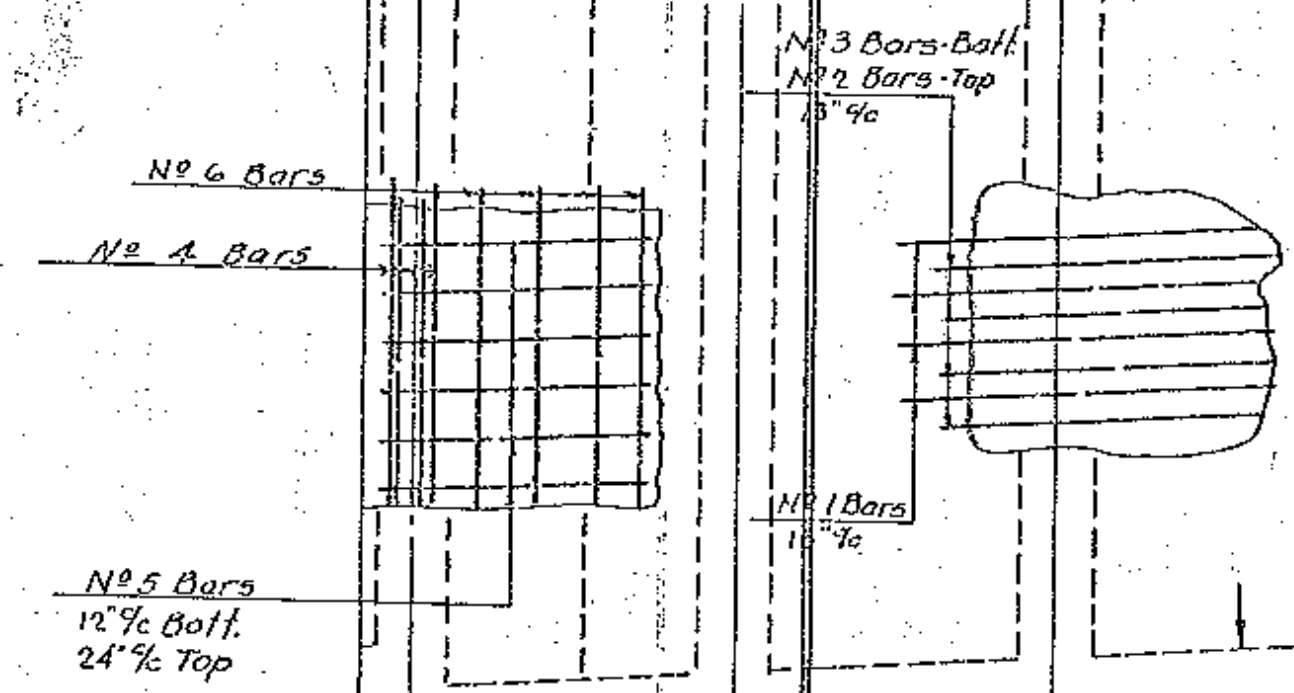 Nº 3 Bars-Bott.
Nº 2 Bars-Top
"c/c
Nº 6 Bars
Nº 4 Bars
Nº 1 Bars
"c/c
Nº 5 Bars
12"c/c Bott.
24"c/c Top